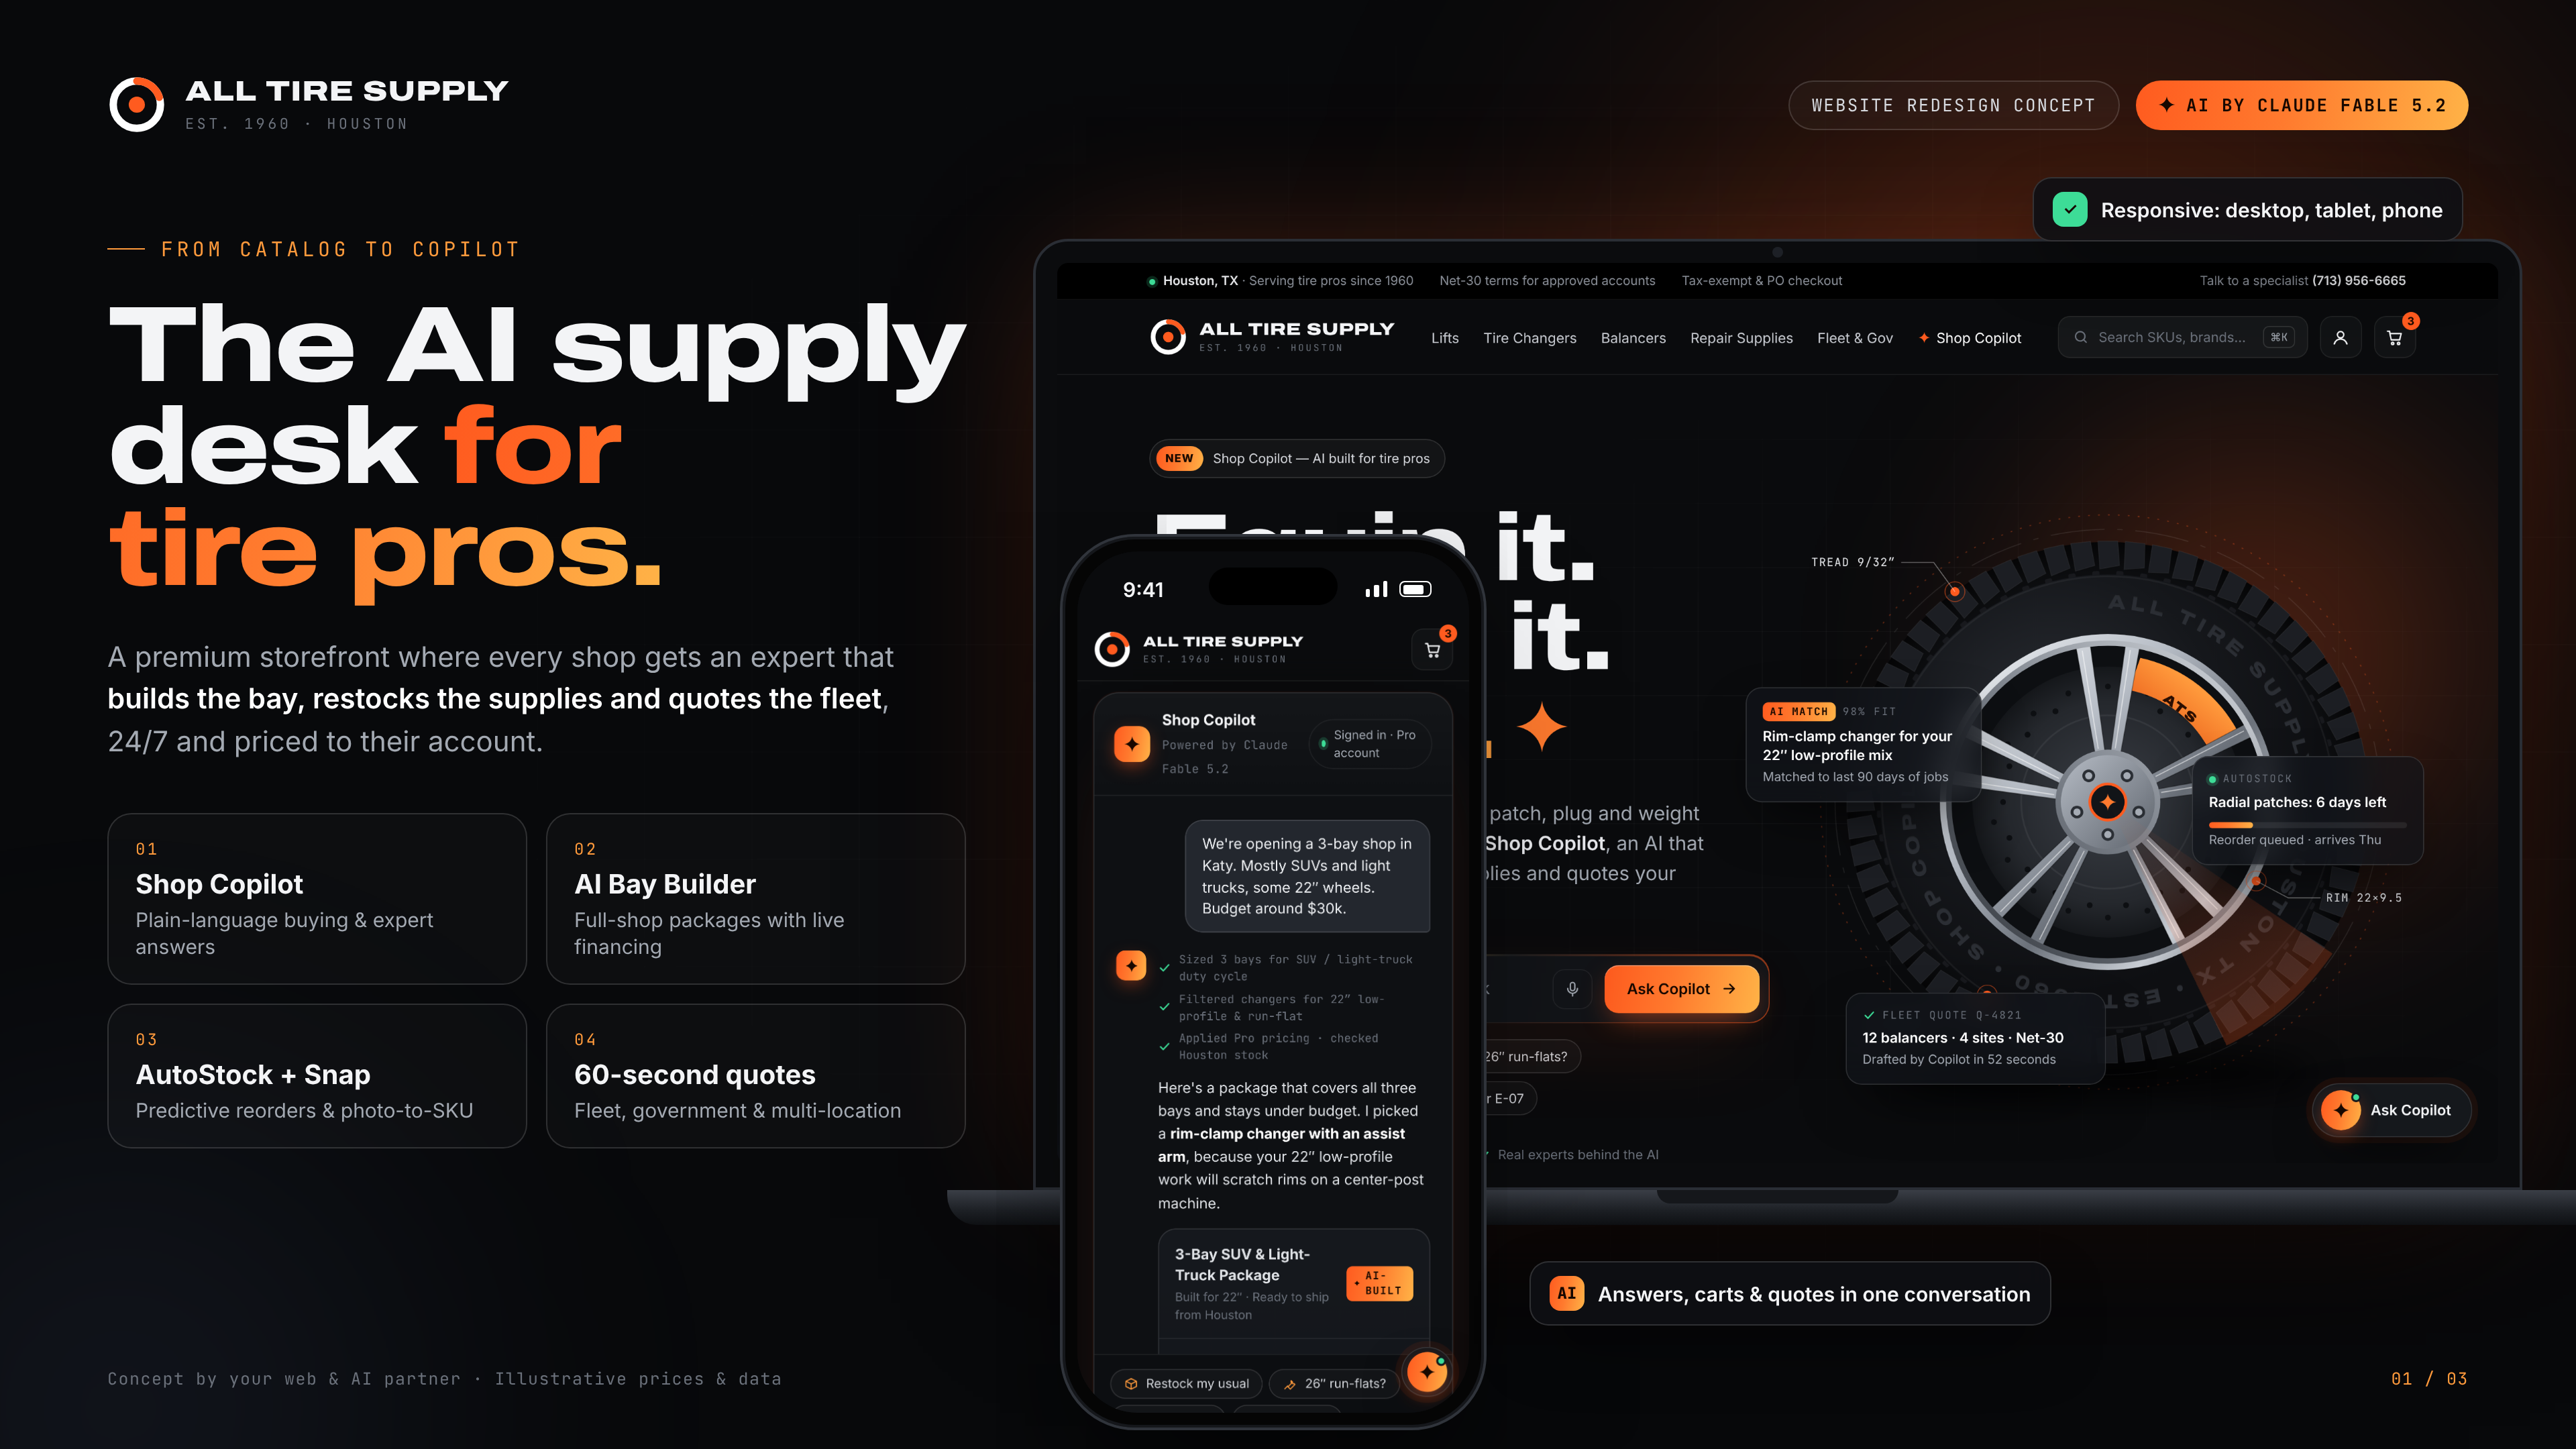 ALL TIRE SUPPLY
EST. 1960 · HOUSTON
WEBSITE REDESIGN CONCEPT
✦ AI BY CLAUDE FABLE 5.2
FROM CATALOG TO COPILOT
The AI supply
desk for
tire pros.
A premium storefront where every shop gets an expert that
builds the bay, restocks the supplies and quotes the fleet,
24/7 and priced to their account.
01
Shop Copilot
Plain-language buying & expert
answers
02
AI Bay Builder
Full-shop packages with live
financing
03
AutoStock + Snap
Predictive reorders & photo-to-SKU
04
60-second quotes
Fleet, government & multi-location
Concept by your web & AI partner · Illustrative prices & data
Responsive: desktop, tablet, phone
Houston, TX · Serving tire pros since 1960
Net-30 terms for approved accounts
Tax-exempt & PO checkout
Talk to a specialist (713) 956-6665
ALL TIRE SUPPLY
EST. 1960 · HOUSTON
Lifts
Tire Changers
Balancers
Repair Supplies
Fleet & Gov
✦ Shop Copilot
Search SKUs, brands...
⌘K
3
NEW Shop Copilot — AI built for tire pros
Equip it.
it.
patch, plug and weight
Shop Copilot, an AI that
plies and quotes your
Ask Copilot →
26″ run-flats?
r E-07
Real experts behind the AI
TREAD 9/32″
ALL TIRE SUPPLY
EST. 1960 • SHOP COPILOT
ATS
AI MATCH 98% FIT
Rim-clamp changer for your
22″ low-profile mix
Matched to last 90 days of jobs
AUTOSTOCK
Radial patches: 6 days left
Reorder queued · arrives Thu
RIM 22×9.5
FLEET QUOTE Q-4821
12 balancers · 4 sites · Net-30
Drafted by Copilot in 52 seconds
Ask Copilot
9:41
ALL TIRE SUPPLY
EST. 1960 · HOUSTON
3
Shop Copilot
Powered by Claude
Fable 5.2
Signed in · Pro
account
We're opening a 3-bay shop in
Katy. Mostly SUVs and light
trucks, some 22″ wheels.
Budget around $30k.
Sized 3 bays for SUV / light-truck
duty cycle
Filtered changers for 22″ low-
profile & run-flat
Applied Pro pricing · checked
Houston stock
Here's a package that covers all three
bays and stays under budget. I picked
a rim-clamp changer with an assist
arm, because your 22″ low-profile
work will scratch rims on a center-post
machine.
3-Bay SUV & Light-
Truck Package
Built for 22″ · Ready to ship
from Houston
✦ AI-
BUILT
Restock my usual
26″ run-flats?
AI Answers, carts & quotes in one conversation
01 / 03